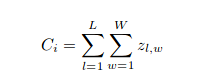 $C_i = \sum_{l=1}^{L} \sum_{w=1}^{W} z_{l,w}$